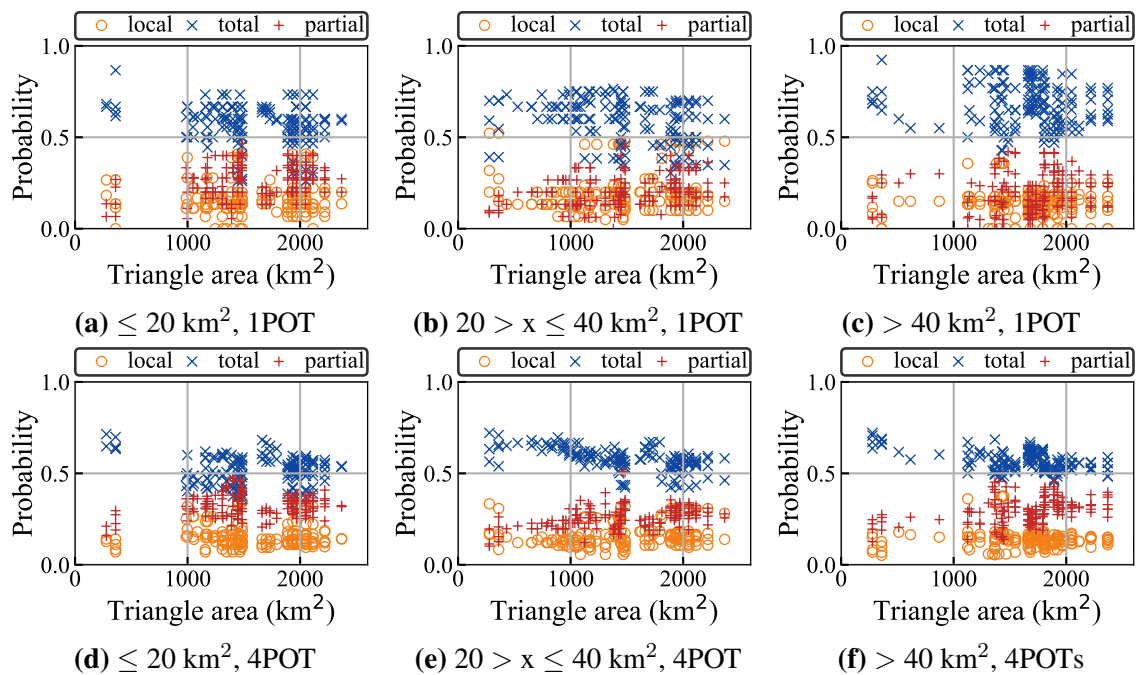 local total partial local total partial local total partial
1.0 1.0 1.0
Probability Probability Probability
0.5 0.5 0.5
0.0 0.0 0.0
0 1000 2000 0 1000 2000 0 1000 2000
Triangle area (km²) Triangle area (km²) Triangle area (km²)
(a) ≤ 20 km², 1POT (b) 20 > x ≤ 40 km², 1POT (c) > 40 km², 1POT
local total partial local total partial local total partial
1.0 1.0 1.0
Probability Probability Probability
0.5 0.5 0.5
0.0 0.0 0.0
0 1000 2000 0 1000 2000 0 1000 2000
Triangle area (km²) Triangle area (km²) Triangle area (km²)
(d) ≤ 20 km², 4POT (e) 20 > x ≤ 40 km², 4POT (f) > 40 km², 4POTs